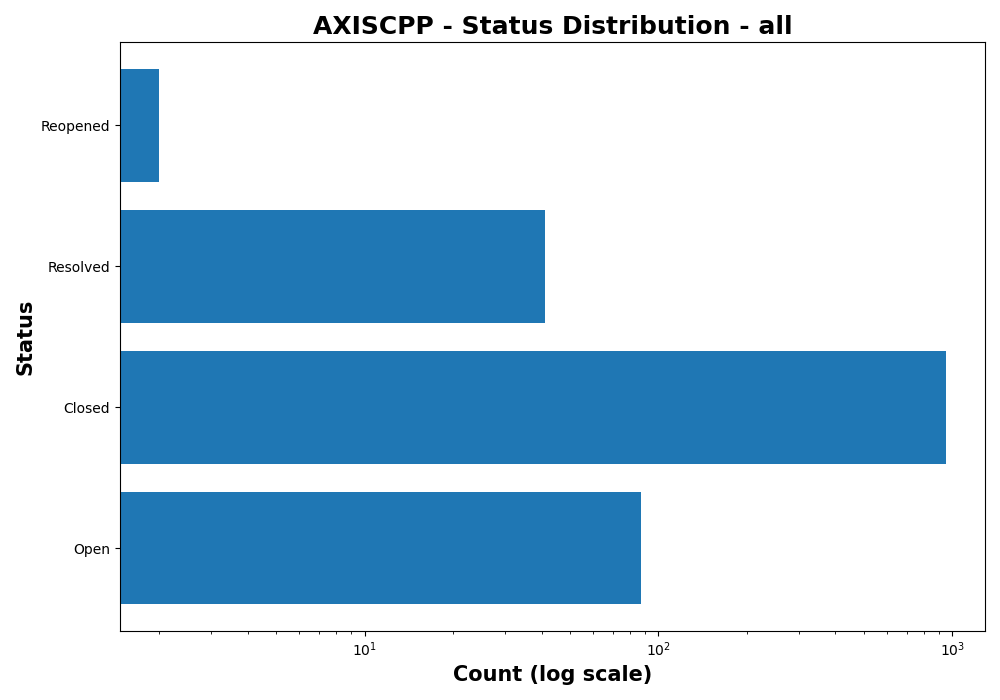 AXISCPP - Status Distribution - all
Reopened
Resolved
Closed
Open
Status
10¹
10²
10³
Count (log scale)